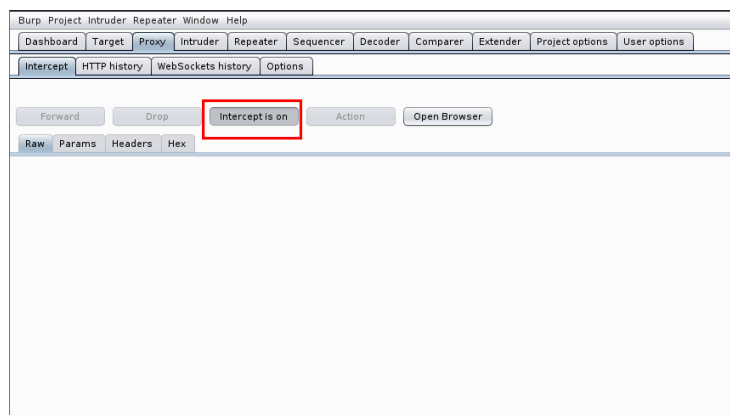 Burp Project Intruder Repeater Window Help
Dashboard Target Proxy Intruder Repeater Sequencer Decoder Comparer Extender Project options User options
Intercept HTTP history WebSockets history Options
Forward Drop Intercept is on Action Open Browser
Raw Params Headers Hex